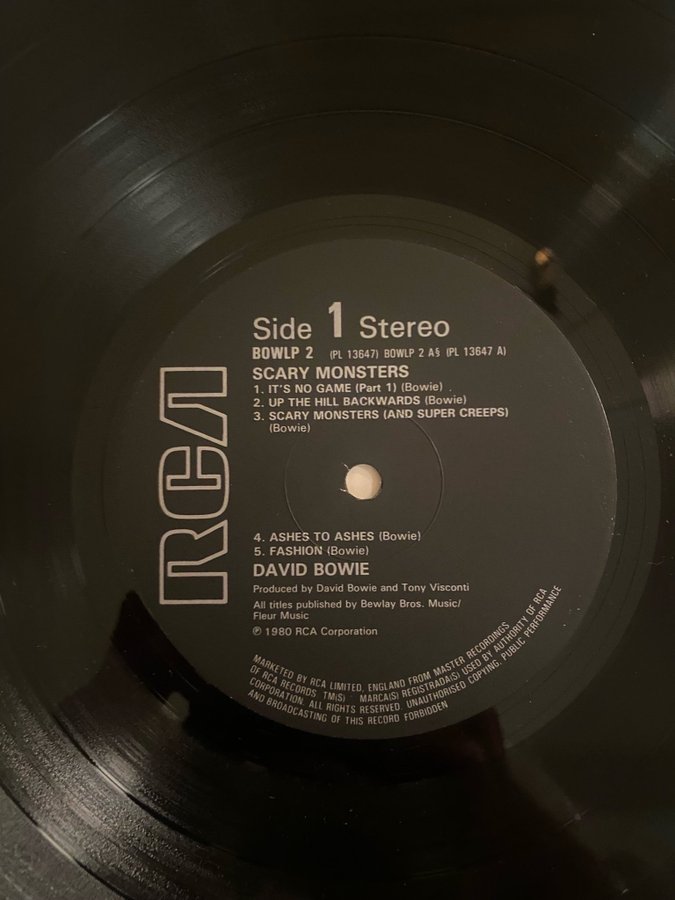 RCA
Side 1 Stereo
BOWLP 2 (PL 13647) BOWLP 2 A§ (PL 13647 A)
SCARY MONSTERS
1. IT'S NO GAME (Part 1) (Bowie) .
2. UP THE HILL BACKWARDS (Bowie)
3. SCARY MONSTERS (AND SUPER CREEPS)
(Bowie)
4. ASHES TO ASHES (Bowie)
5. FASHION (Bowie)
DAVID BOWIE
Produced by David Bowie and Tony Visconti
All titles published by Bewlay Bros. Music/
Fleur Music
℗ 1980 RCA Corporation
MARKETED BY RCA LIMITED, ENGLAND FROM MASTER RECORDINGS
OF RCA RECORDS TM(S) MARCA(S) REGISTRADA(S) USED BY AUTHORITY OF RCA
CORPORATION. ALL RIGHTS RESERVED. UNAUTHORISED COPYING, PUBLIC PERFORMANCE
AND BROADCASTING OF THIS RECORD FORBIDDEN